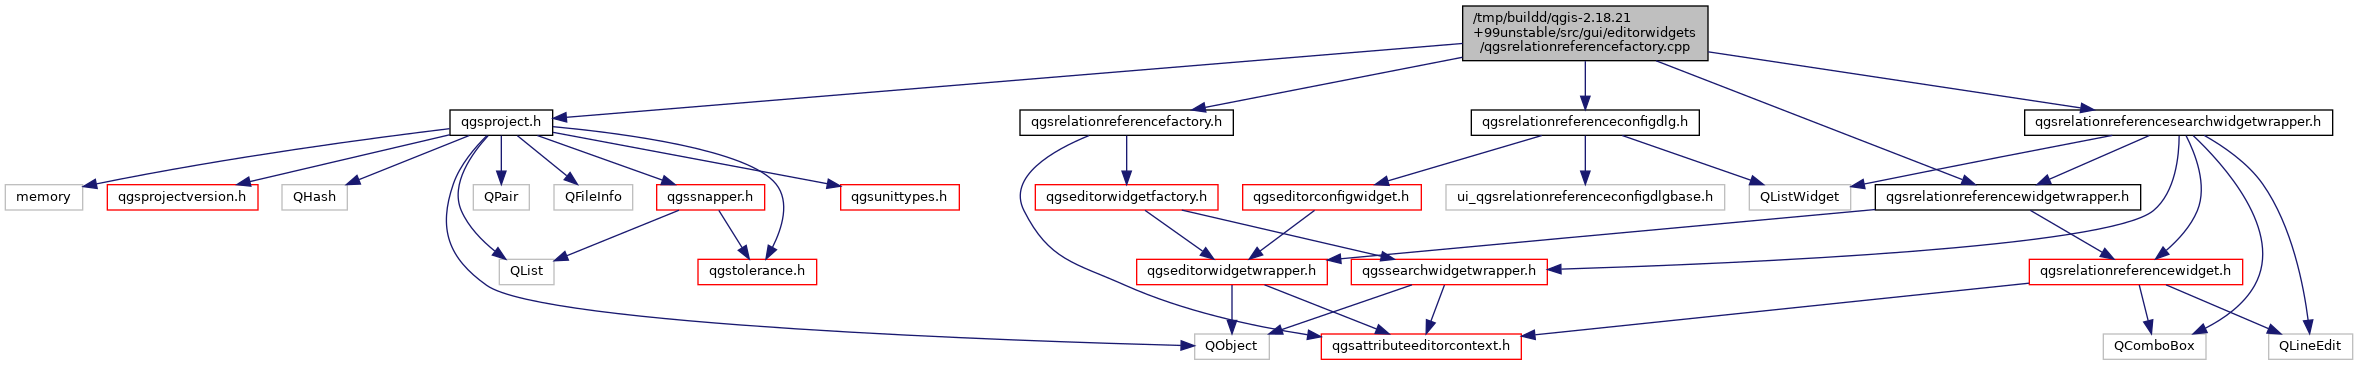 /tmp/buildd/qgis-2.18.21
+99unstable/src/gui/editorwidgets
/qgsrelationreferencefactory.cpp
qgsproject.h
qgsrelationreferencefactory.h
qgsrelationreferenceconfigdlg.h
qgsrelationreferencesearchwidgetwrapper.h
memory
qgsprojectversion.h
QHash
QPair
QFileInfo
qgssnapper.h
qgsunittypes.h
qgseditorwidgetfactory.h
qgseditorconfigwidget.h
ui_qgsrelationreferenceconfigdlgbase.h
QListWidget
qgsrelationreferencewidgetwrapper.h
QList
qgstolerance.h
qgseditorwidgetwrapper.h
qgssearchwidgetwrapper.h
qgsrelationreferencewidget.h
QObject
qgsattributeeditorcontext.h
QComboBox
QLineEdit